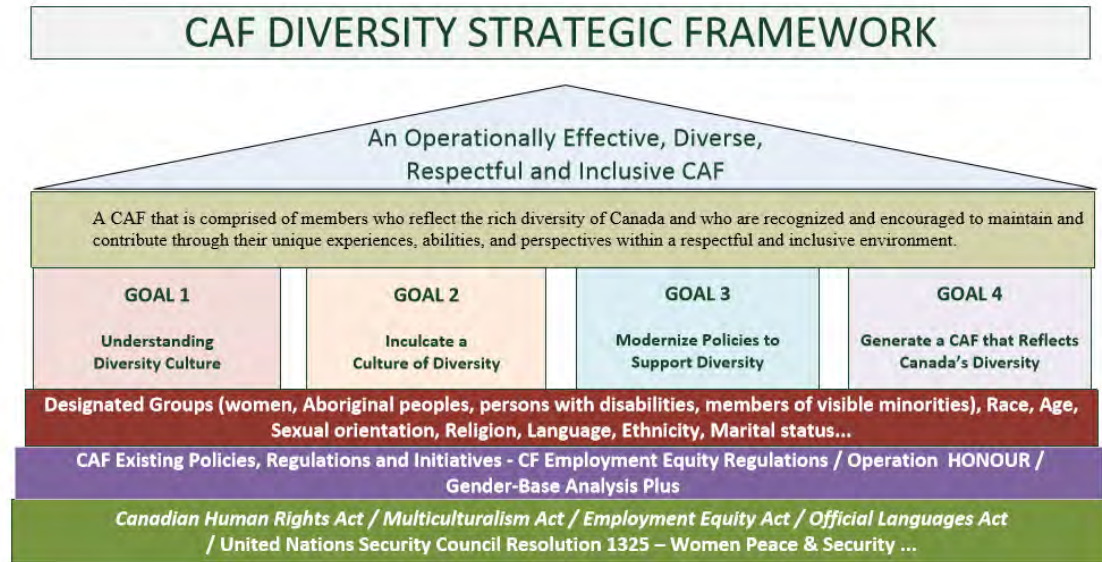 CAF DIVERSITY STRATEGIC FRAMEWORK
An Operationally Effective, Diverse,
Respectful and Inclusive CAF
A CAF that is comprised of members who reflect the rich diversity of Canada and who are recognized and encouraged to maintain and
contribute through their unique experiences, abilities, and perspectives within a respectful and inclusive environment.
GOAL 1
Understanding
Diversity Culture
GOAL 2
Inculcate a
Culture of Diversity
GOAL 3
Modernize Policies to
Support Diversity
GOAL 4
Generate a CAF that Reflects
Canada's Diversity
Designated Groups (women, Aboriginal peoples, persons with disabilities, members of visible minorities), Race, Age,
Sexual orientation, Religion, Language, Ethnicity, Marital status...
CAF Existing Policies, Regulations and Initiatives - CF Employment Equity Regulations / Operation HONOUR /
Gender-Base Analysis Plus
Canadian Human Rights Act / Multiculturalism Act / Employment Equity Act / Official Languages Act
/ United Nations Security Council Resolution 1325 – Women Peace & Security ...